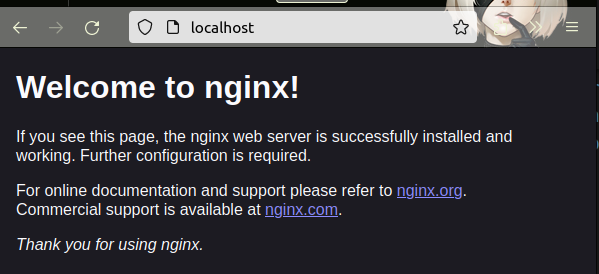 localhost
Welcome to nginx!
If you see this page, the nginx web server is successfully installed and
working. Further configuration is required.
For online documentation and support please refer to nginx.org.
Commercial support is available at nginx.com.
Thank you for using nginx.